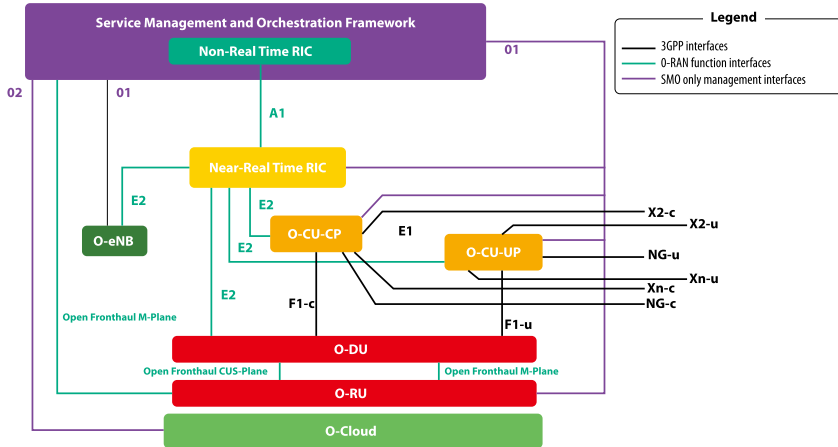 Service Management and Orchestration Framework
Non-Real Time RIC
Legend
3GPP interfaces
O-RAN function interfaces
SMO only management interfaces
01
02
01
A1
Near-Real Time RIC
E2
E2
O-eNB
O-CU-CP
E1
X2-c
X2-u
E2
O-CU-UP
NG-u
Xn-u
Xn-c
NG-c
E2
F1-c
Open Fronthaul M-Plane
F1-u
O-DU
Open Fronthaul CUS-Plane
Open Fronthaul M-Plane
O-RU
O-Cloud